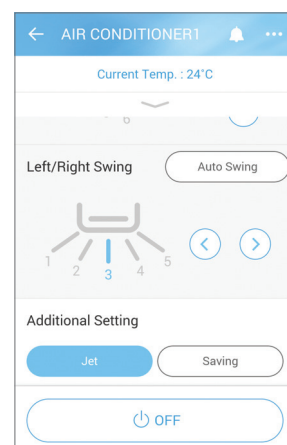 AIR CONDITIONER1
Current Temp. : 24°C
6
Left/Right Swing
Auto Swing
1 2 3 4 5
Additional Setting
Jet
Saving
OFF